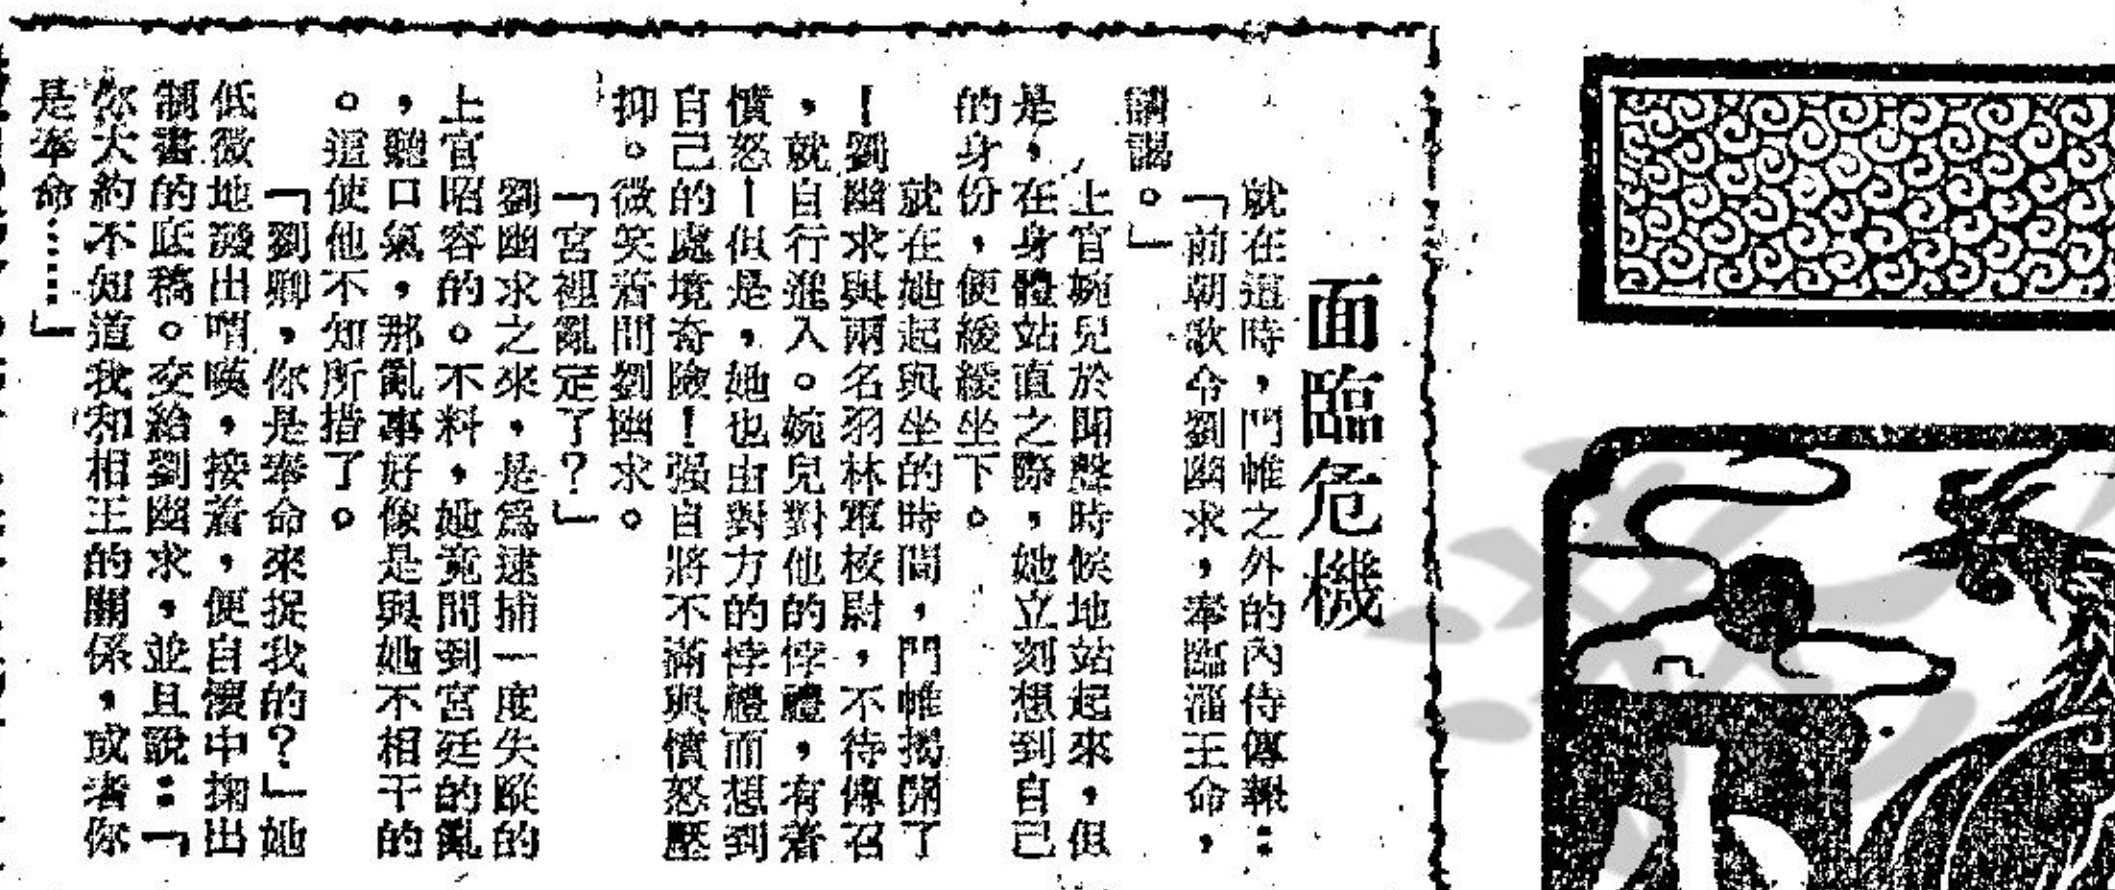 面臨危機
就在這時，門帷之外的內侍傳報：
「前朝歌令劉幽求，奉臨淄王命，
請謁。」
上官婉兒於聞聲時候地站起來，但
是，在身體站直之際，她立刻想到自己
的身份，便緩緩坐下。
就在她起與坐的時間，門帷揭開了
！劉幽求與兩名羽林軍校尉，不待傳召
，就自行進入。婉兒對他的悖禮，有着
憤怒－但是，她也由對方的悖禮而想到
自己的處境奇險！强自將不滿與憤怒壓
抑。微笑着問劉幽求。
「宮裡亂定了？」
劉幽求之來，是爲逮捕一度失蹤的
上官昭容的。不料，她竟問到宮廷的亂
，聽口氣，那亂事好像是與她不相干的
。這使他不知所措了。
「劉卿，你是奉命來捉我的？」她
低微地發出喟嘆，接着，便自懷中掏出
制書的底稿。交給劉幽求，並且說：「
你大約不知道我和相王的關係，或者你
是奉命……」